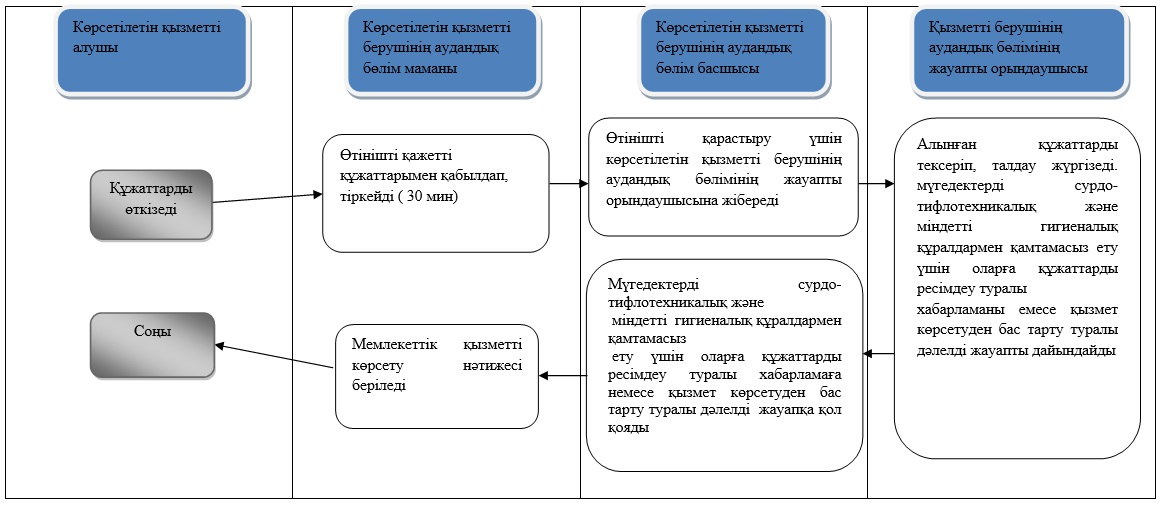 Көрсетілетін қызметті
алушы
Көрсетілетін қызметті
берушінің аудандық
бөлім маманы
Көрсетілетін қызметті
берушінің аудандық
бөлім басшысы
Қызметті берушінің
аудандық бөлімінің
жауапты орындаушысы
Құжаттарды
өткізеді
Өтінішті қажетті
құжаттарымен қабылдап,
тіркейді ( 30 мин)
Өтінішті қарастыру үшін
көрсетілетін қызметті берушінің
аудандық бөлімінің жауапты
орындаушысына жібереді
Алынған құжаттарды
тексеріп, талдау жүргізеді.
мүгедектерді сурдо-
тифлотехникалық және
міндетті гигиеналық
құралдармен қамтамасыз ету
үшін оларға құжаттарды
ресімдеу туралы
хабарламаны емесе қызмет
көрсетуден бас тарту туралы
дәлелді жауапты дайындайды
Мүгедектерді сурдо-
тифлотехникалық және
міндетті гигиеналық құралдармен
қамтамасыз
ету үшін оларға құжаттарды
ресімдеу туралы хабарламаға
немесе қызмет көрсетуден бас
тарту туралы дәлелді жауапқа қол
қояды
Мемлекеттік қызметті
көрсету нәтижесі
беріледі
Соңы